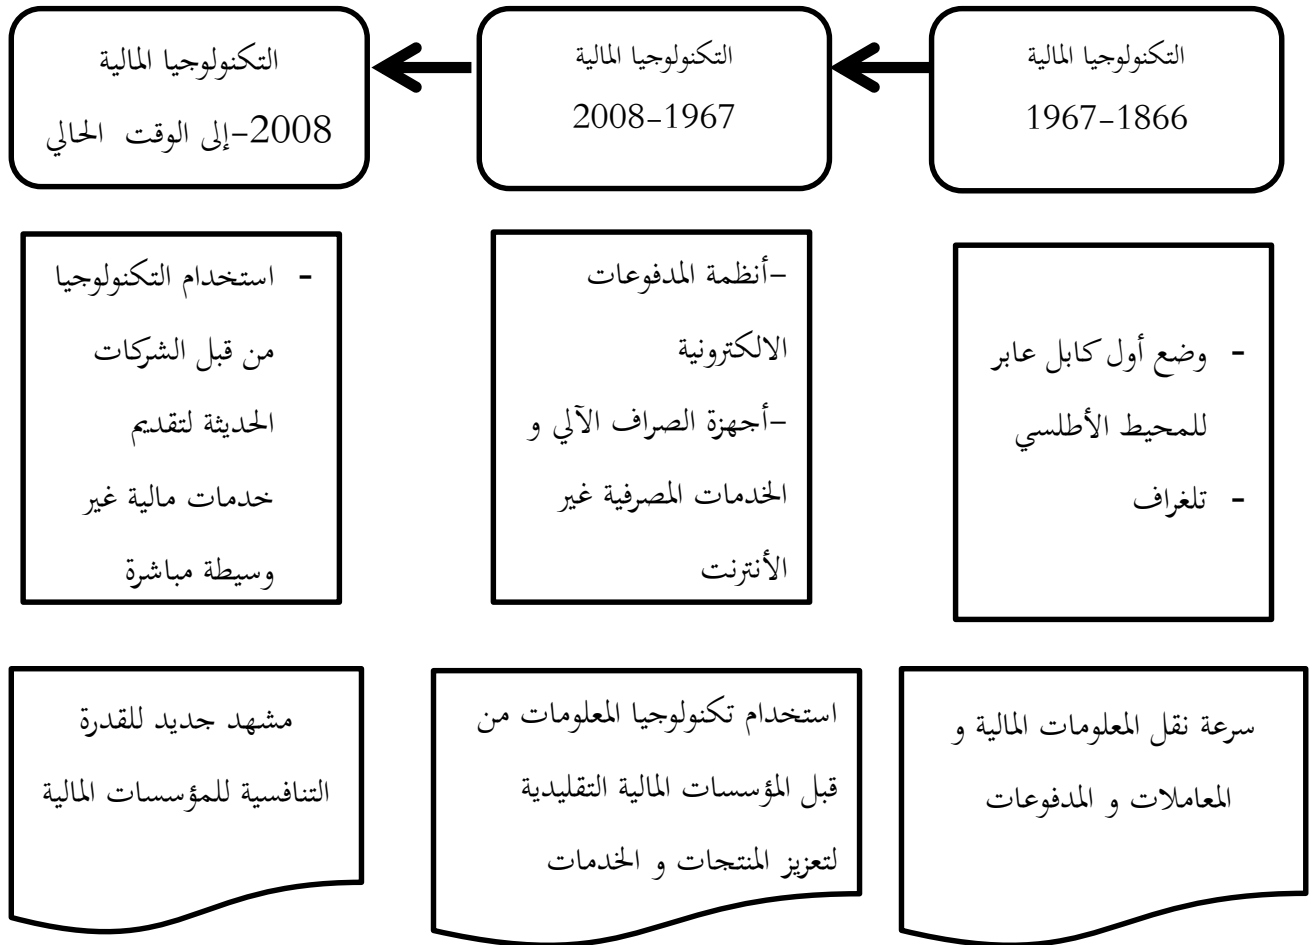 التكنولوجيا المالية
1967-1866
التكنولوجيا المالية
2008-1967
التكنولوجيا المالية
2008-إلى الوقت الحالي
- وضع أول كابل عابر
للمحيط الأطلسي
- تلغراف
-أنظمة المدفوعات
الالكترونية
-أجهزة الصراف الآلي و
الخدمات المصرفية غير
الأنترنت
- استخدام التكنولوجيا
من قبل الشركات
الحديثة لتقديم
خدمات مالية غير
وسيطة مباشرة
سرعة نقل المعلومات المالية و
المعاملات و المدفوعات
استخدام تكنولوجيا المعلومات من
قبل المؤسسات المالية التقليدية
لتعزيز المنتجات و الخدمات
مشهد جديد للقدرة
التنافسية للمؤسسات المالية